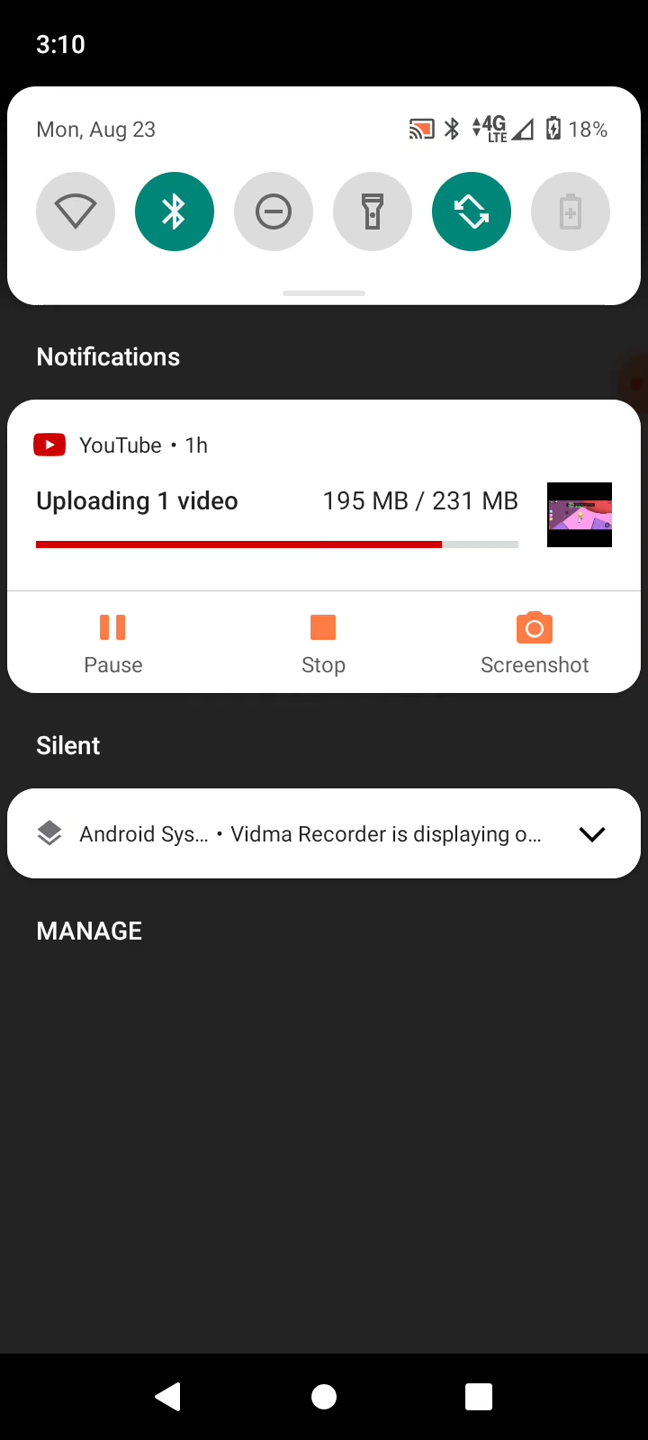 3:10
Mon, Aug 23
4G LTE 18%
Notifications
YouTube • 1h
Uploading 1 video 195 MB / 231 MB
Pause Stop Screenshot
Silent
Android Sys... • Vidma Recorder is displaying o...
MANAGE